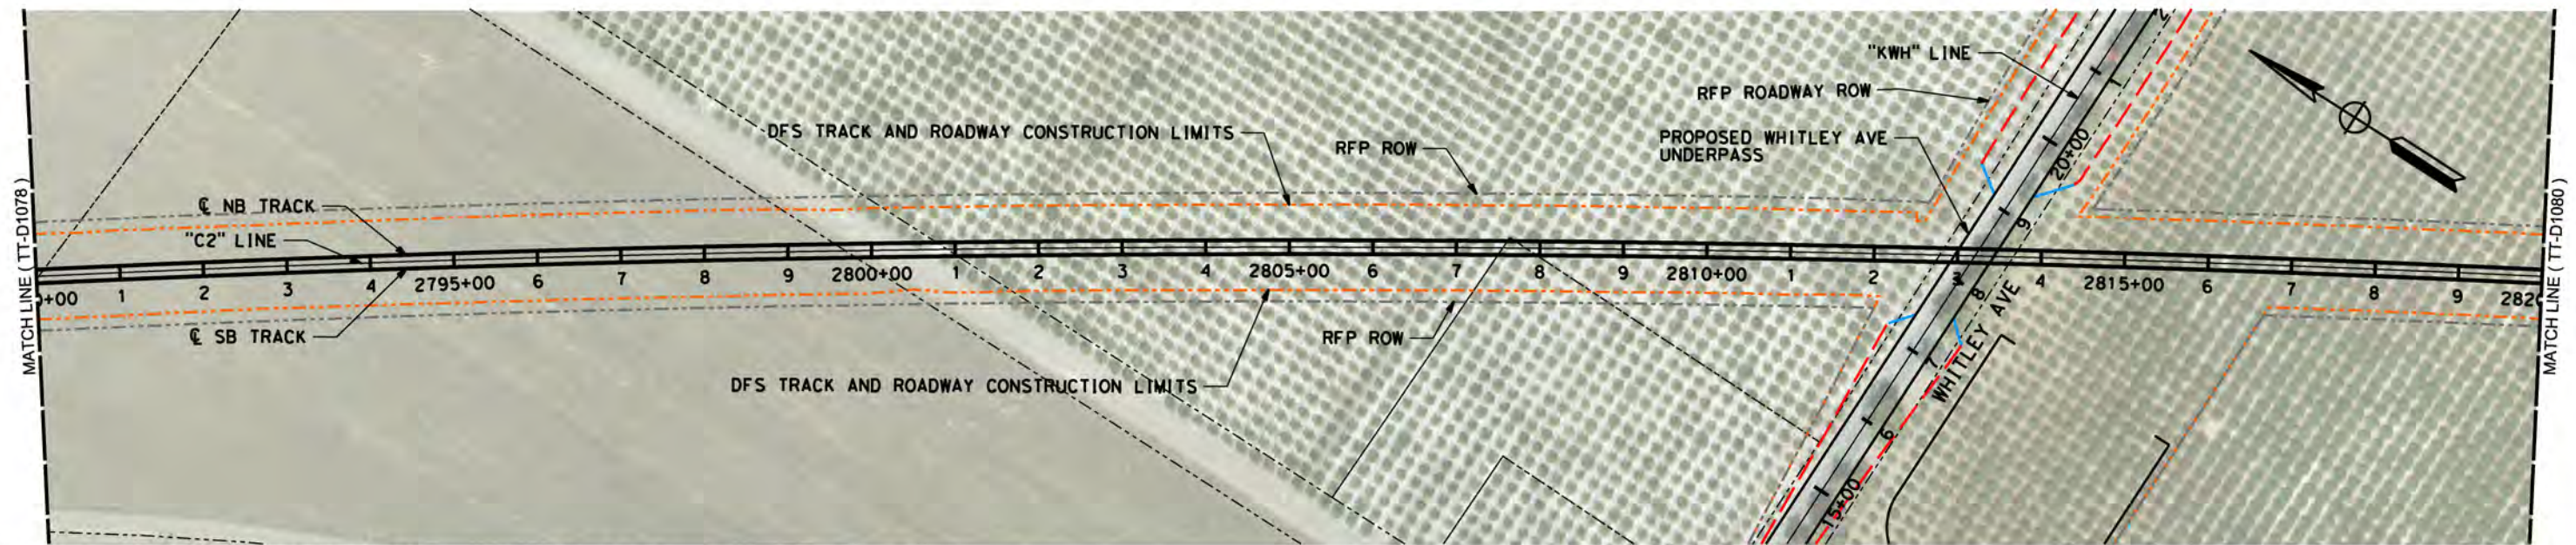 "KWH" LINE
RFP ROADWAY ROW
DFS TRACK AND ROADWAY CONSTRUCTION LIMITS
RFP ROW
PROPOSED WHITLEY AVE
UNDERPASS
20+00
MATCH LINE ( TT-D1078 )
MATCH LINE ( TT-D1080 )
℄ NB TRACK
"C2" LINE
9
0+00 1 2 3 4 2795+00 6 7 8 9 2800+00 1 2 3 4 2805+00 6 7 8 9 2810+00 1 2 3 4 2815+00 6 7 8 9 2820
8
℄ SB TRACK
RFP ROW
WHITLEY AVE
7
DFS TRACK AND ROADWAY CONSTRUCTION LIMITS
6
15+00